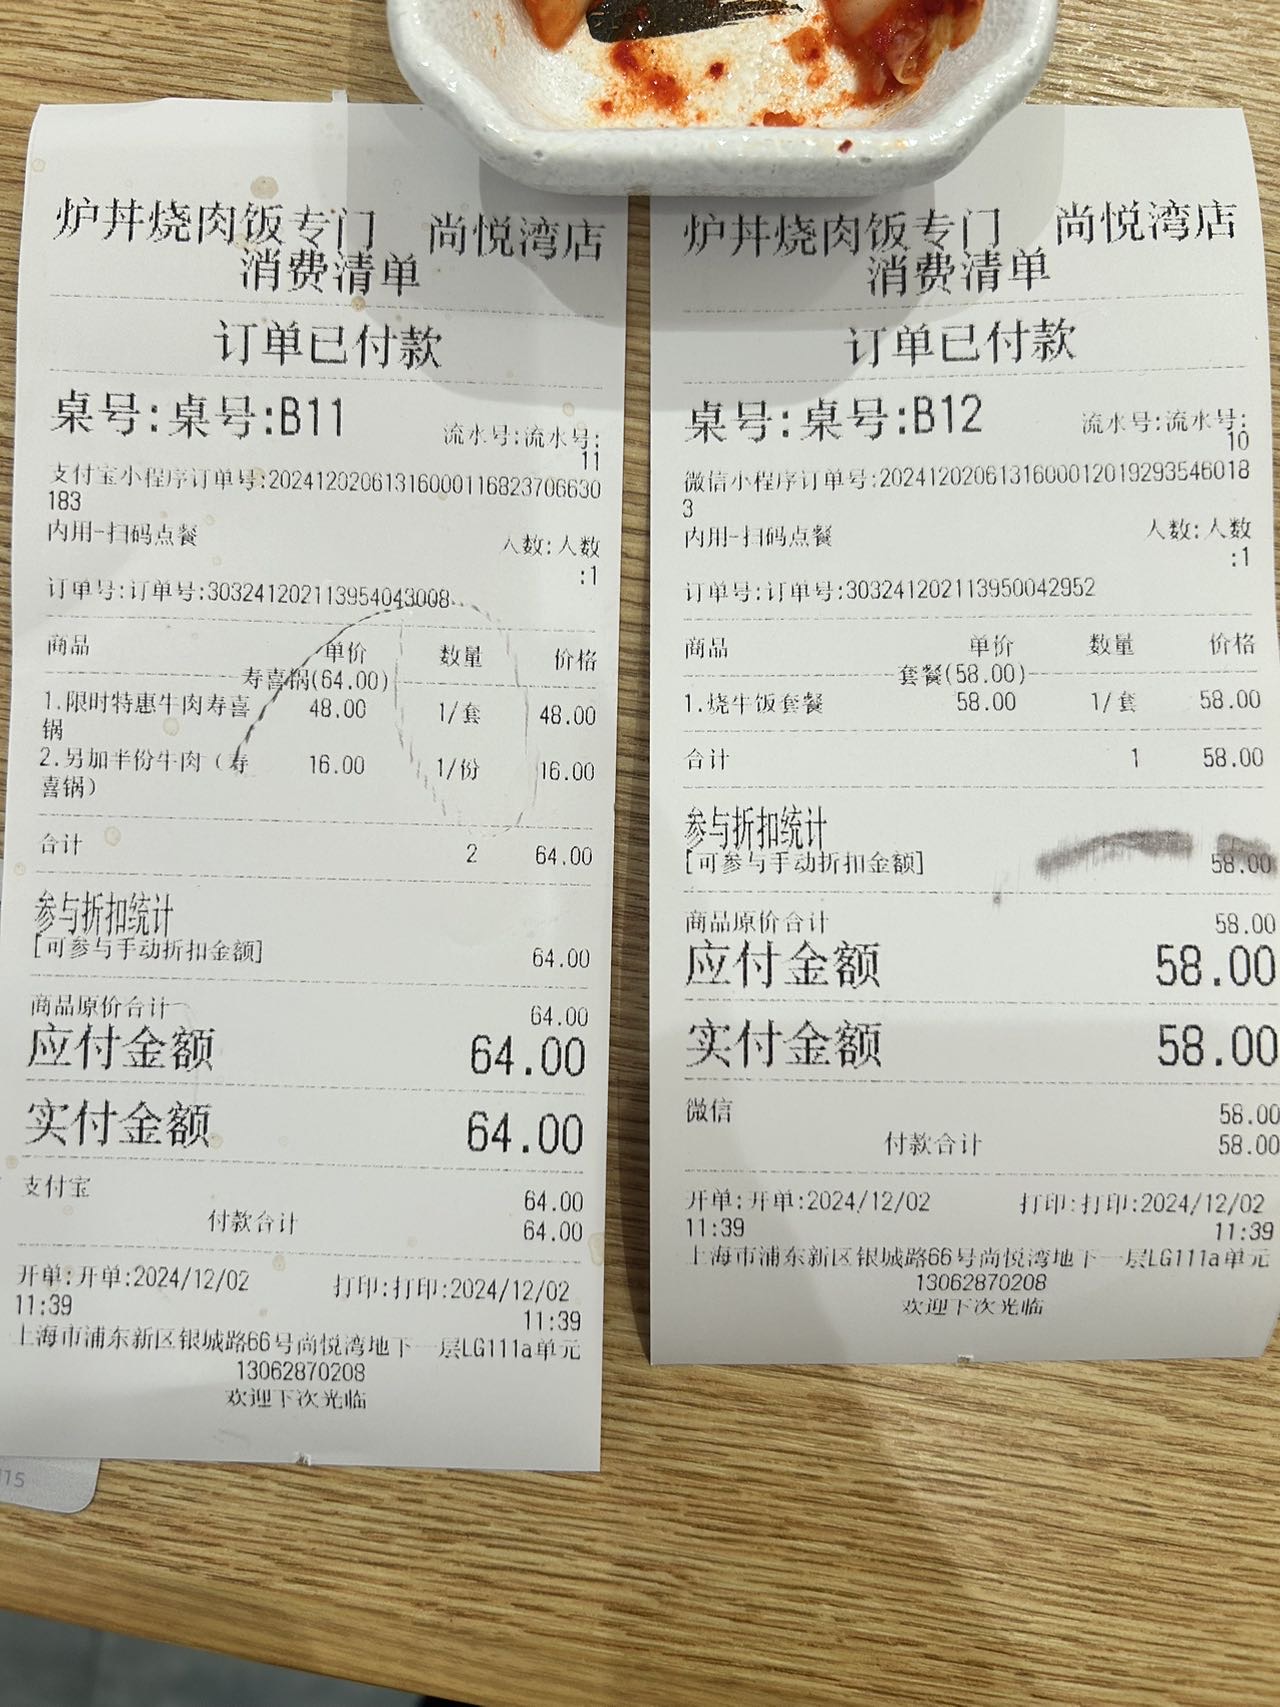 炉丼烧肉饭专门 尚悦湾店
消费清单
订单已付款
桌号:桌号:B11 流水号:流水号:
11
支付宝小程序订单号:20241202061316000116823706630
183
内用-扫码点餐 人数:人数
:1
订单号:订单号:303241202113954043008
商品 单价 数量 价格
寿喜锅(64.00)
1.限时特惠牛肉寿喜 48.00 1/套 48.00
锅
2.另加半份牛肉（寿 16.00 1/份 16.00
喜锅）
合计 2 64.00
参与折扣统计
[可参与手动折扣金额] 64.00
商品原价合计 64.00
应付金额 64.00
实付金额 64.00
支付宝 64.00
付款合计 64.00
开单:开单:2024/12/02 打印:打印:2024/12/02
11:39 11:39
上海市浦东新区银城路66号尚悦湾地下一层LG111a单元
13062870208
欢迎下次光临
炉丼烧肉饭专门 尚悦湾店
消费清单
订单已付款
桌号:桌号:B12 流水号:流水号:
10
微信小程序订单号:2024120206131600012019293546018
3
内用-扫码点餐 人数:人数
:1
订单号:订单号:303241202113950042952
商品 单价 数量 价格
套餐(58.00)
1.烧牛饭套餐 58.00 1/套 58.00
合计 1 58.00
参与折扣统计
[可参与手动折扣金额] 58.00
商品原价合计 58.00
应付金额 58.00
实付金额 58.00
微信 58.00
付款合计 58.00
开单:开单:2024/12/02 打印:打印:2024/12/02
11:39 11:39
上海市浦东新区银城路66号尚悦湾地下一层LG111a单元
13062870208
欢迎下次光临